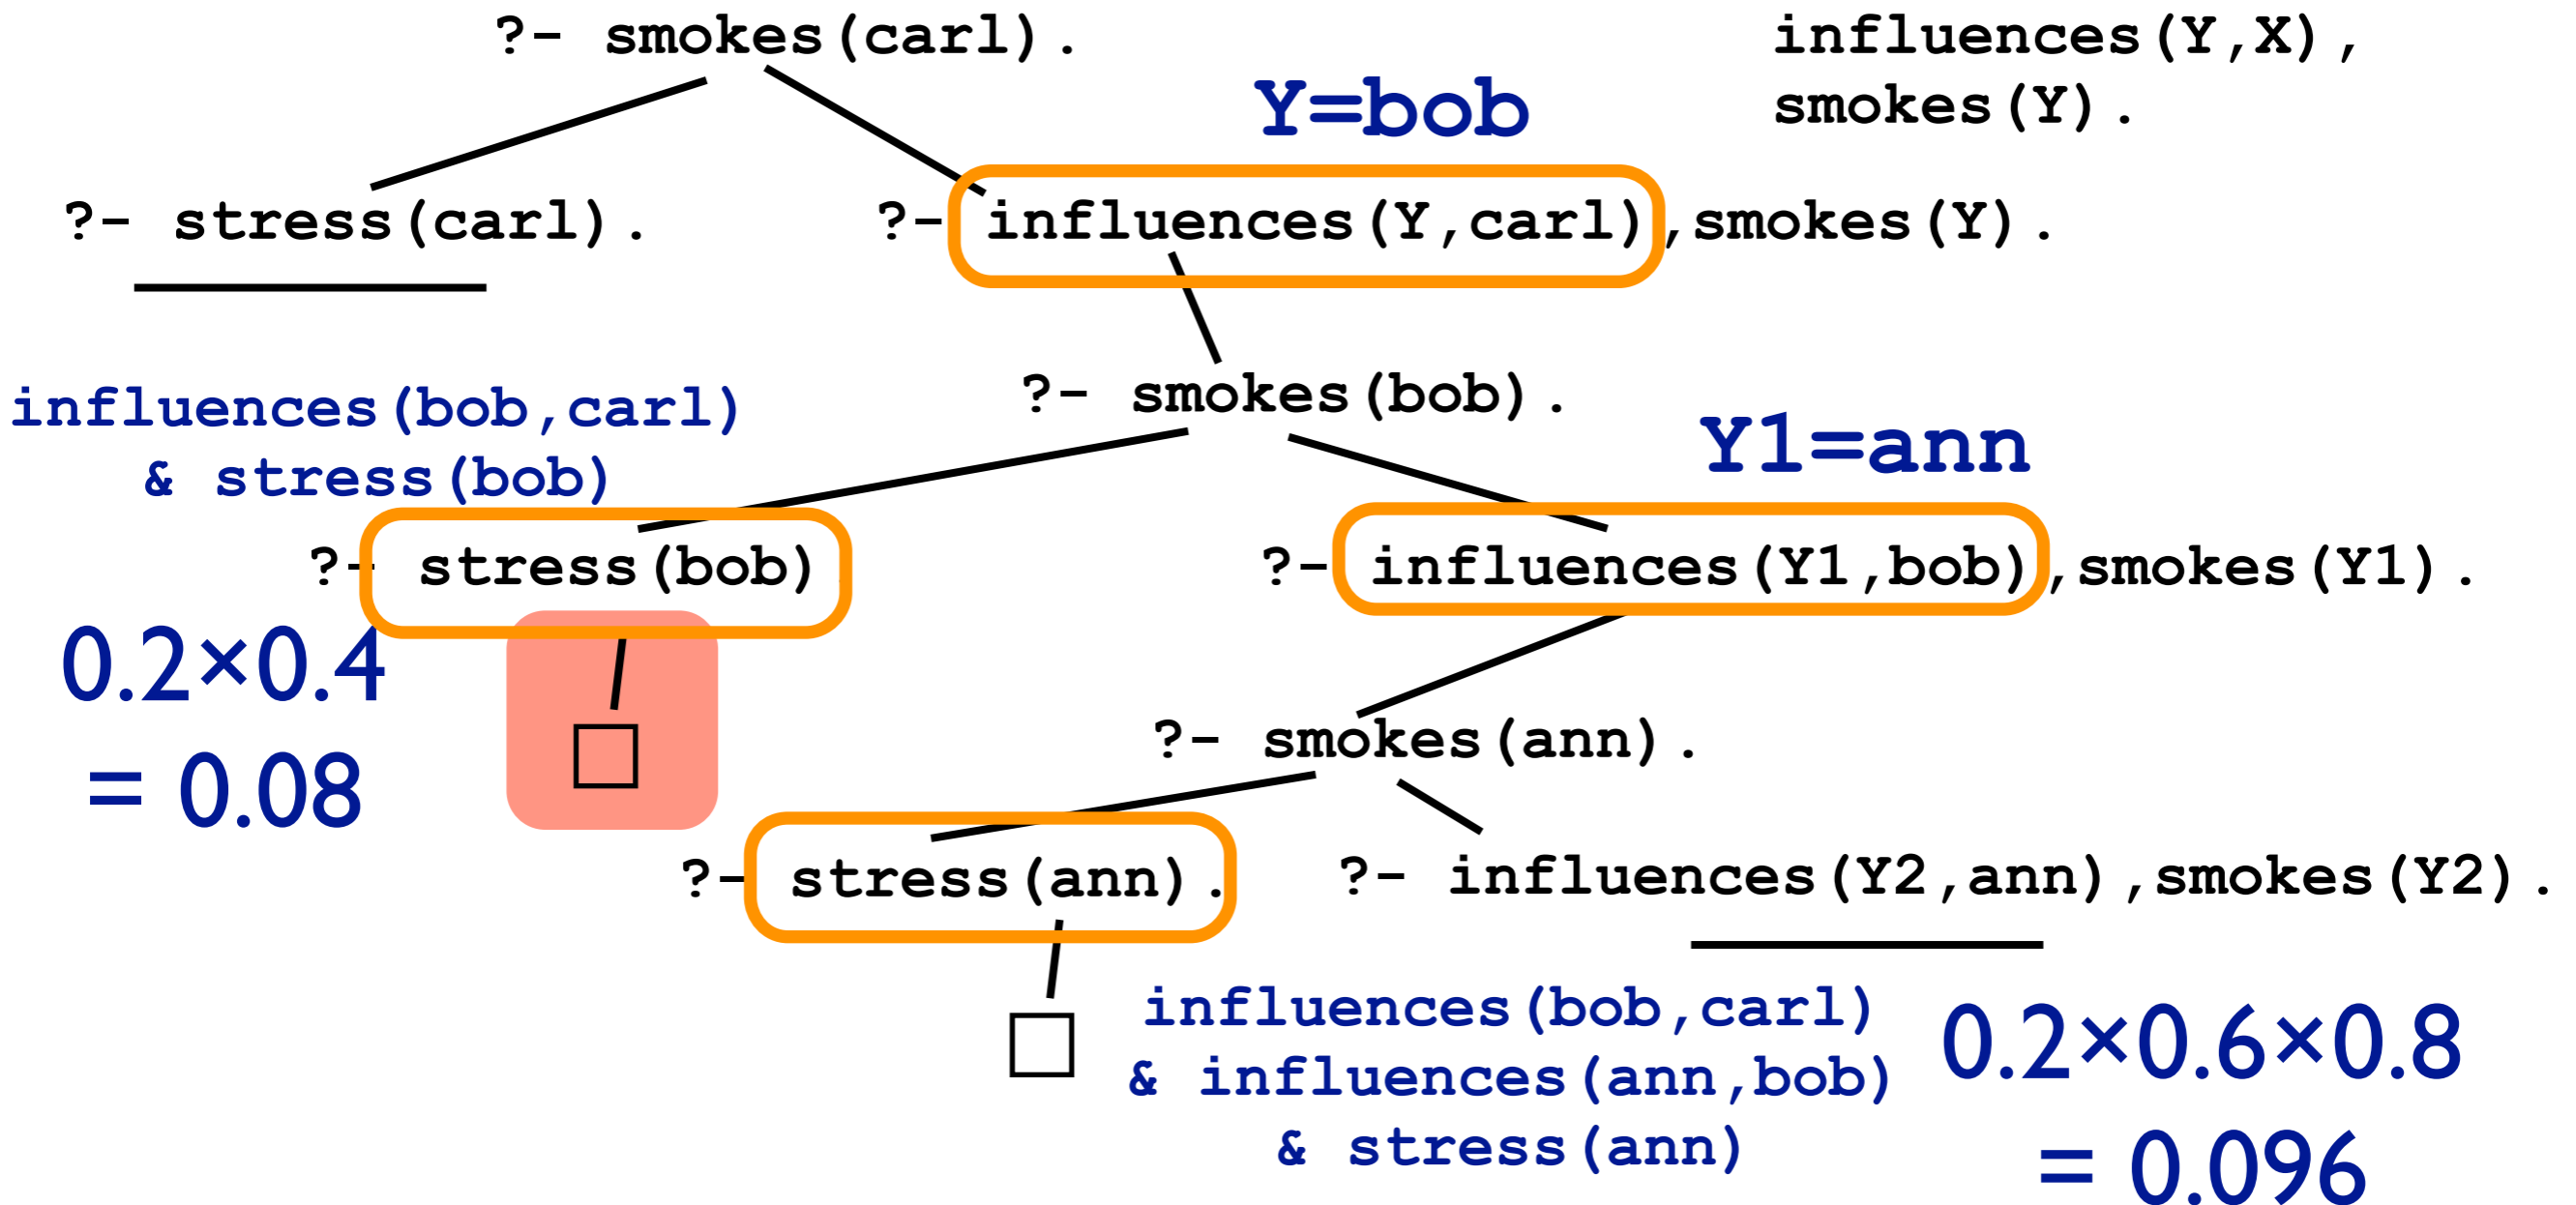 ?- smokes(carl).
influences(Y,X),
smokes(Y).
Y=bob
?- stress(carl).
?- influences(Y,carl),smokes(Y).
?- smokes(bob).
influences(bob,carl)
& stress(bob)
Y1=ann
?- stress(bob)
?- influences(Y1,bob),smokes(Y1).
0.2×0.4
= 0.08
?- smokes(ann).
?- stress(ann).
?- influences(Y2,ann),smokes(Y2).
influences(bob,carl)
& influences(ann,bob)
& stress(ann)
0.2×0.6×0.8
= 0.096